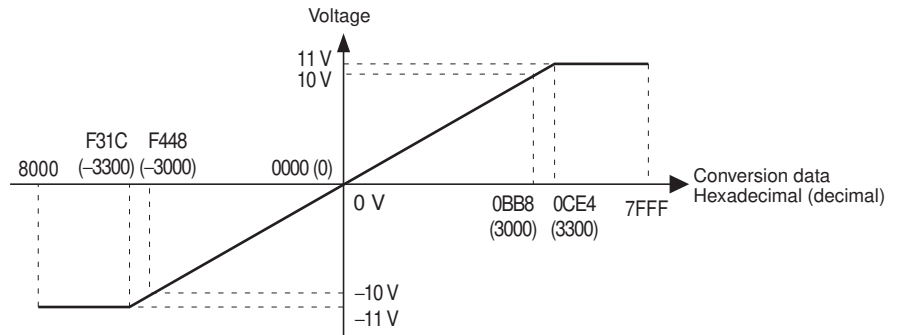 Voltage
11 V
10 V
F31C F448
8000 (–3300) (–3000) 0000 (0)
Conversion data
Hexadecimal (decimal)
0 V
0BB8 0CE4 7FFF
(3000) (3300)
–10 V
–11 V